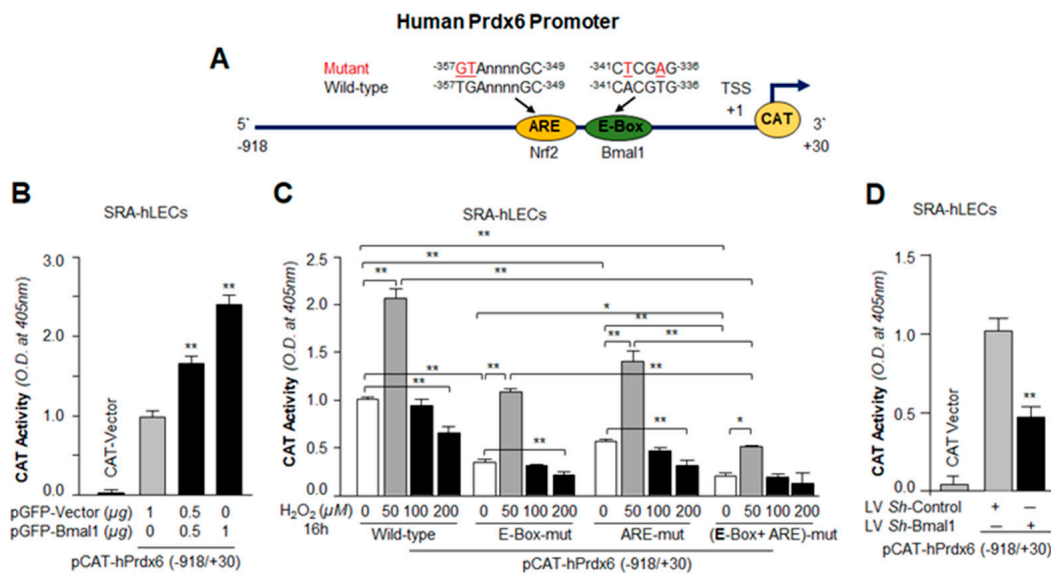 Human Prdx6 Promoter
A
Mutant -357GTAnnnnGC-349 -341CTCGAG-336
Wild-type -357TGAnnnnGC-349 -341CACGTG-336
TSS
+1
CAT
5` ARE E-Box 3`
-918 Nrf2 Bmal1 +30
B
SRA-hLECs
CAT Activity (O.D. at 405nm)
3.0
2.0
1.0
0.0
CAT-Vector
**
**
pGFP-Vector (µg) 1 0.5 0
pGFP-Bmal1 (µg) 0 0.5 1
pCAT-hPrdx6 (-918/+30)
C
SRA-hLECs
CAT Activity (O.D. at 405nm)
2.5
2.0
1.5
1.0
0.5
0.0
**
**
** **
*
**
** **
** ** **
**
** **
*
H2O2 (µM) 0 50 100 200 0 50 100 200 0 50 100 200 0 50 100 200
16h
Wild-type E-Box-mut ARE-mut (E-Box+ ARE)-mut
pCAT-hPrdx6 (-918/+30)
D
SRA-hLECs
CAT Activity (O.D. at 405nm)
1.5
1.0
0.5
0.0
CAT Vector
**
LV Sh-Control + –
LV Sh-Bmal1 – +
pCAT-hPrdx6 (-918/+30)